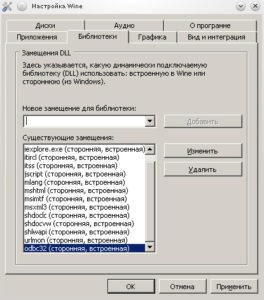 Настройка Wine
Диски
Аудио
О програме
Приложения
Библиотеки
Графика
Вид и интеграция
Замещения DLL
Здесь указывается, какую динамически подключаемую
библиотеку (DLL) использовать: встроенную в Wine или
стороннюю (из Windows).
Новое замещение для библиотеки:
Добавить
Существующие замещения:
iexplore.exe (сторонняя, встроенная)
itircl (сторонняя, встроенная)
itss (сторонняя, встроенная)
jscript (сторонняя, встроенная)
mlang (сторонняя, встроенная)
mshtml (сторонняя, встроенная)
msimtf (сторонняя, встроенная)
msxml3 (сторонняя, встроенная)
shdoclc (сторонняя, встроенная)
shdocvw (сторонняя, встроенная)
shlwapi (сторонняя, встроенная)
urlmon (сторонняя, встроенная)
odbc32 (сторонняя, встроенная)
Изменить
Удалить
OK
Отмена
Применить